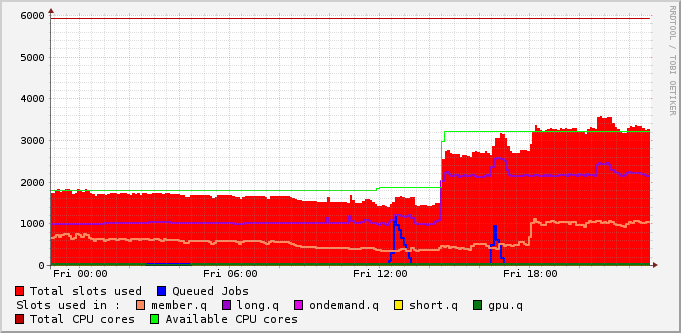 RRDTOOL / TOBI OETIKER
6000
5000
4000
3000
2000
1000
0
Fri 00:00 Fri 06:00 Fri 12:00 Fri 18:00
Total slots used Queued Jobs
Slots used in : member.q long.q ondemand.q short.q gpu.q
Total CPU cores Available CPU cores